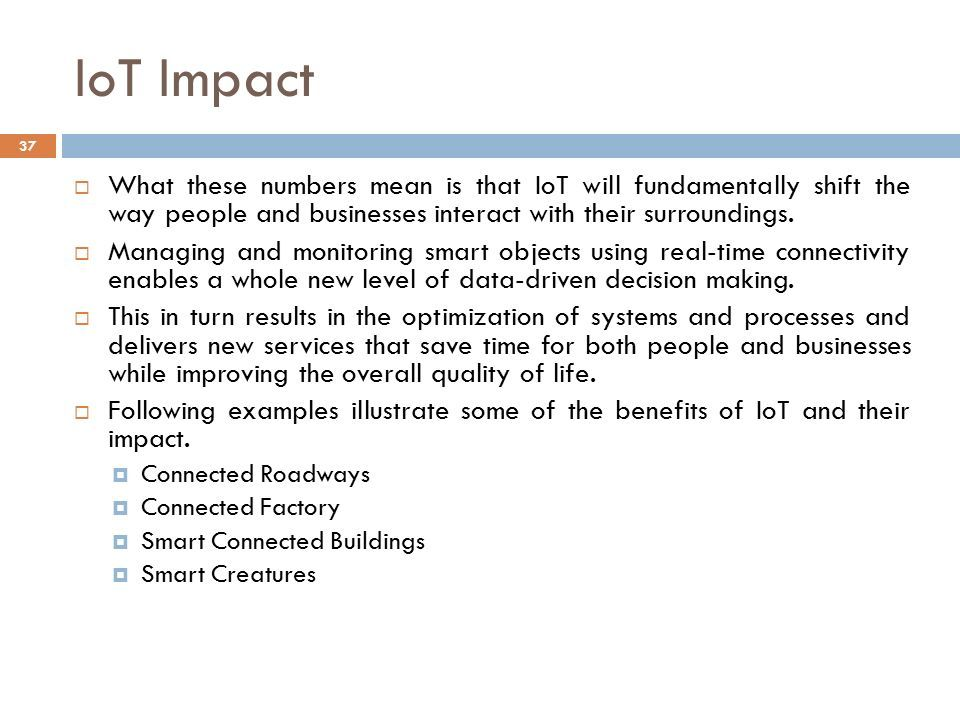 IoT Impact
37
What these numbers mean is that IoT will fundamentally shift the
way people and businesses interact with their surroundings.
Managing and monitoring smart objects using real-time connectivity
enables a whole new level of data-driven decision making.
This in turn results in the optimization of systems and processes and
delivers new services that save time for both people and businesses
while improving the overall quality of life.
Following examples illustrate some of the benefits of IoT and their
impact.
Connected Roadways
Connected Factory
Smart Connected Buildings
Smart Creatures